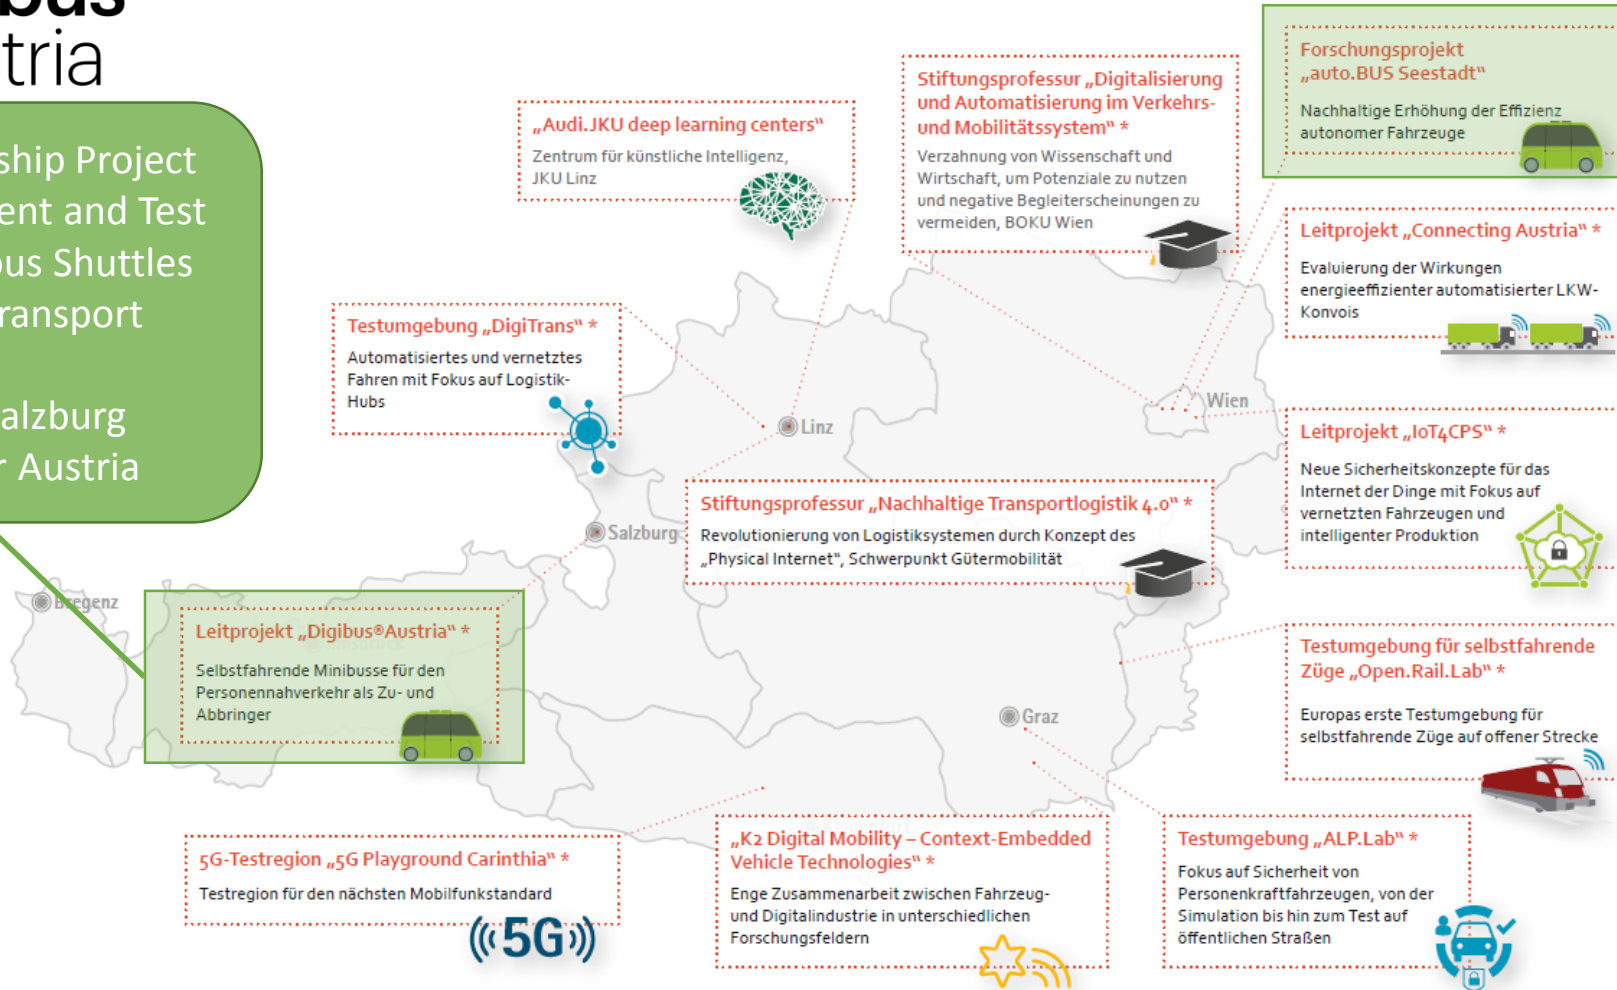 tria
ship Project
ent and Test
ous Shuttles
ransport
alzburg
r Austria
„Audi.JKU deep learning centers“
Zentrum für künstliche Intelligenz,
JKU Linz
Stiftungsprofessur „Digitalisierung
und Automatisierung im Verkehrs-
und Mobilitätssystem“ *
Verzahnung von Wissenschaft und
Wirtschaft, um Potenziale zu nutzen
und negative Begleiterscheinungen zu
vermeiden, BOKU Wien
Forschungsprojekt
„auto.BUS Seestadt“
Nachhaltige Erhöhung der Effizienz
autonomer Fahrzeuge
Leitprojekt „Connecting Austria“ *
Evaluierung der Wirkungen
energieeffizienter automatisierter LKW-
Konvois
Testumgebung „DigiTrans“ *
Automatisiertes und vernetztes
Fahren mit Fokus auf Logistik-
Hubs
Wien
Linz
Leitprojekt „IoT4CPS“ *
Neue Sicherheitskonzepte für das
Internet der Dinge mit Fokus auf
vernetzten Fahrzeugen und
intelligenter Produktion
Stiftungsprofessur „Nachhaltige Transportlogistik 4.0“ *
Revolutionierung von Logistiksystemen durch Konzept des
„Physical Internet“, Schwerpunkt Gütermobilität
Salzburg
Bregenz
Leitprojekt „Digibus®Austria“ *
Selbstfahrende Minibusse für den
Personennahverkehr als Zu- und
Abbringer
Testumgebung für selbstfahrende
Züge „Open.Rail.Lab“ *
Europas erste Testumgebung für
selbstfahrende Züge auf offener Strecke
Graz
5G-Testregion „5G Playground Carinthia“ *
Testregion für den nächsten Mobilfunkstandard
5G
„K2 Digital Mobility – Context-Embedded
Vehicle Technologies“ *
Enge Zusammenarbeit zwischen Fahrzeug-
und Digitalindustrie in unterschiedlichen
Forschungsfeldern
Testumgebung „ALP.Lab“ *
Fokus auf Sicherheit von
Personenkraftfahrzeugen, von der
Simulation bis hin zum Test auf
öffentlichen Straßen